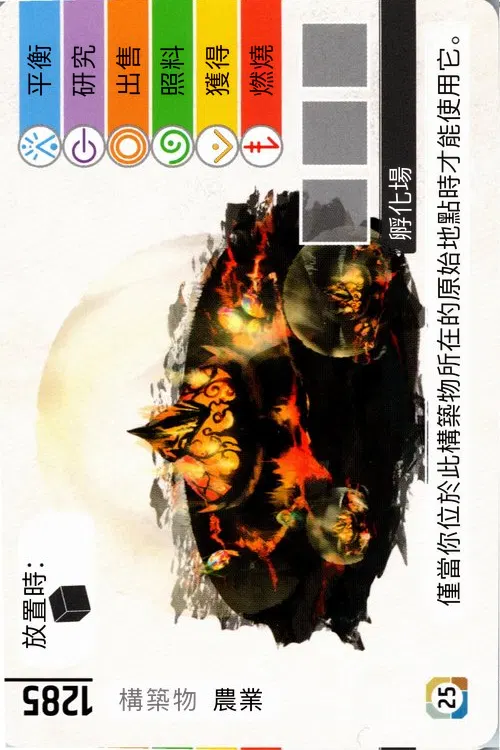 平衡
研究
出售
照料
獲得
燃燒
孵化場
僅當你位於此構築物所在的原始地點時才能使用它。
放置時：
1285
構築物 農業
25